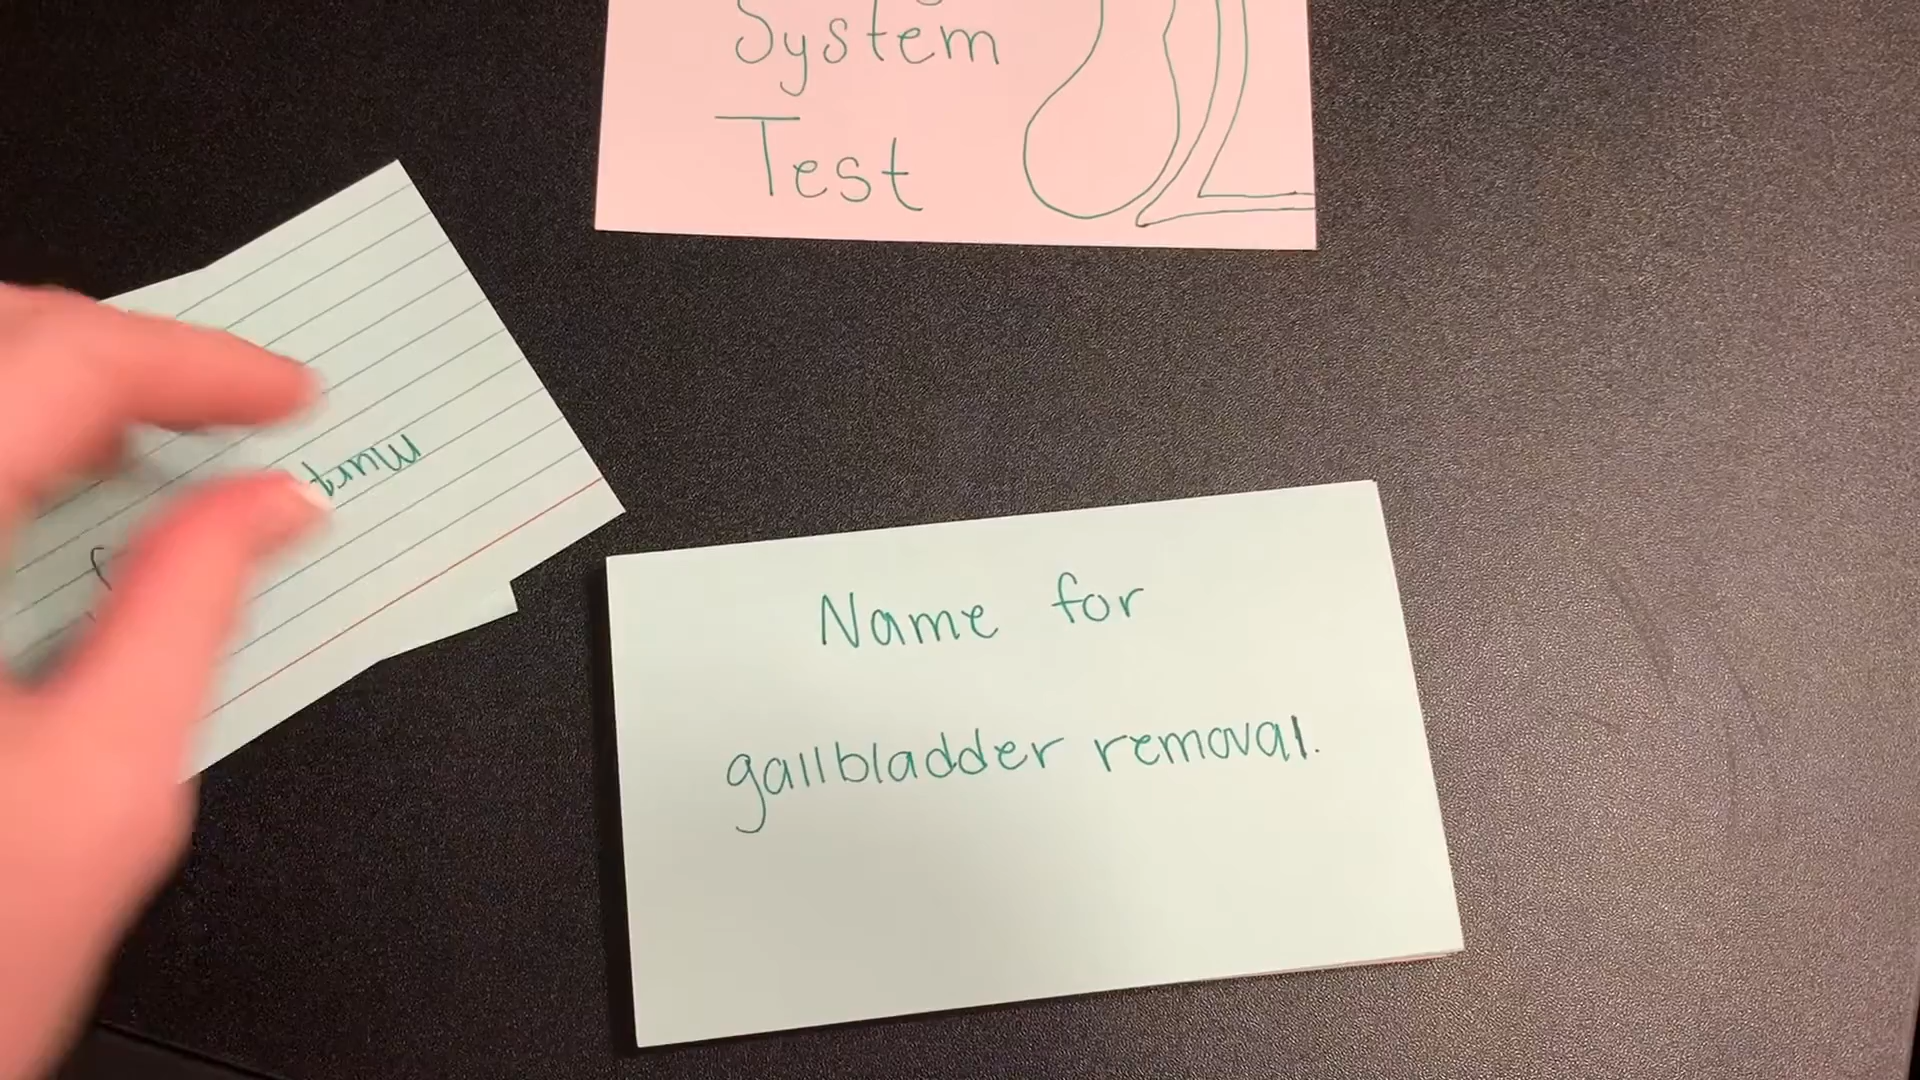 System
Test
Name for
gallbladder removal.